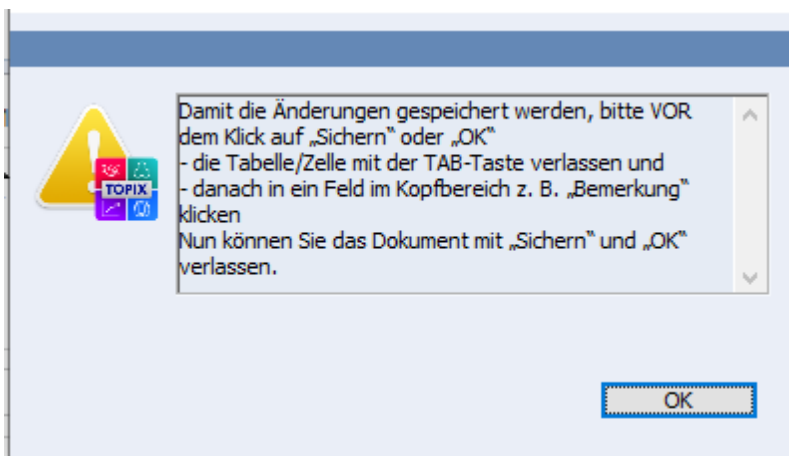 Damit die Änderungen gespeichert werden, bitte VOR
dem Klick auf „Sichern“ oder „OK“
- die Tabelle/Zelle mit der TAB-Taste verlassen und
- danach in ein Feld im Kopfbereich z. B. „Bemerkung“
klicken
Nun können Sie das Dokument mit „Sichern“ und „OK“
verlassen.
TOPIX
OK